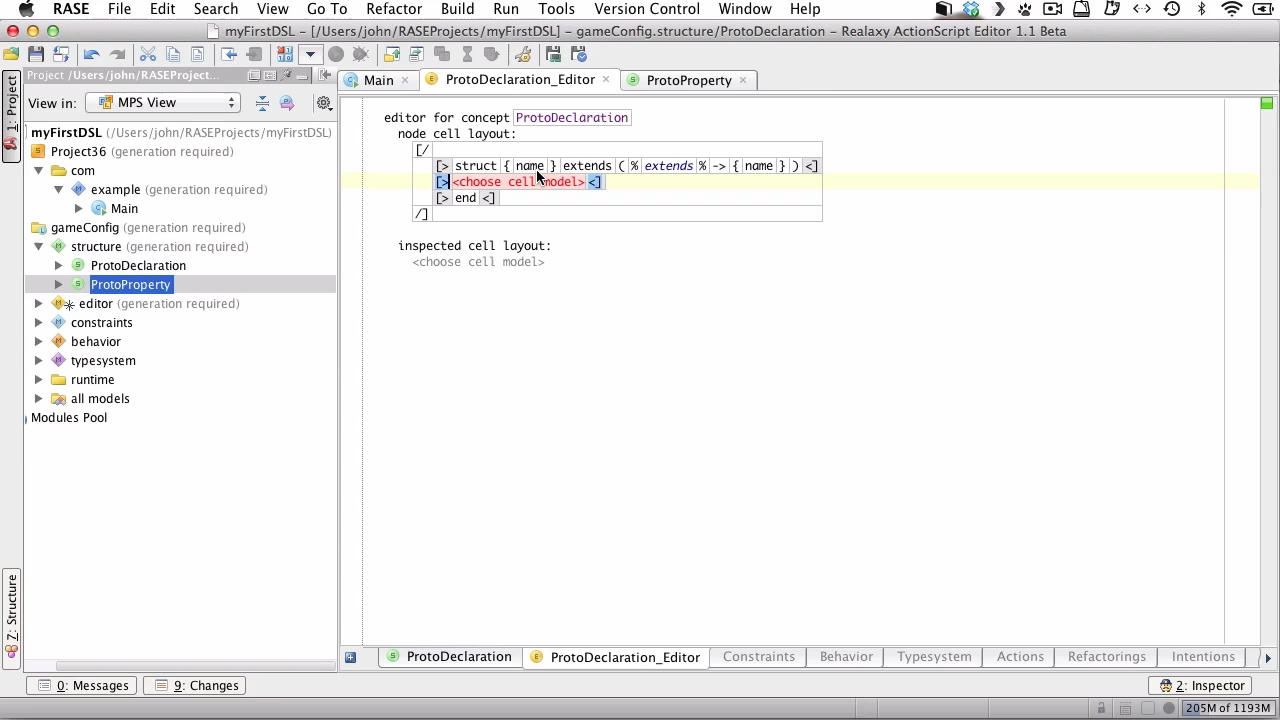 RASE File Edit Search View Go To Refactor Build Run Tools Version Control Window Help
myFirstDSL – [/Users/john/RASEProjects/myFirstDSL] – gameConfig.structure/ProtoDeclaration – Realaxy ActionScript Editor 1.1 Beta
Project /Users/john/RASEProject...
Main ProtoDeclaration_Editor ProtoProperty
1: Project
View in: MPS View
myFirstDSL (/Users/john/RASEProjects/myFirstDSL)
Project36
com
example (generation required)
Main
gameConfig (generation required)
structure (generation required)
ProtoDeclaration
ProtoProperty
editor (generation required)
constraints
behavior
typesystem
runtime
all models
Modules Pool
editor for concept ProtoDeclaration
node cell layout:
[/
[> struct { name } extends ( % extends % -> { name } ) <]
[> <choose cell model> <]
[> end <]
/]
inspected cell layout:
<choose cell model>
7: Structure
ProtoDeclaration ProtoDeclaration_Editor Constraints Behavior Typesystem Actions Refactorings Intentions
0: Messages 9: Changes 2: Inspector
205M of 1193M